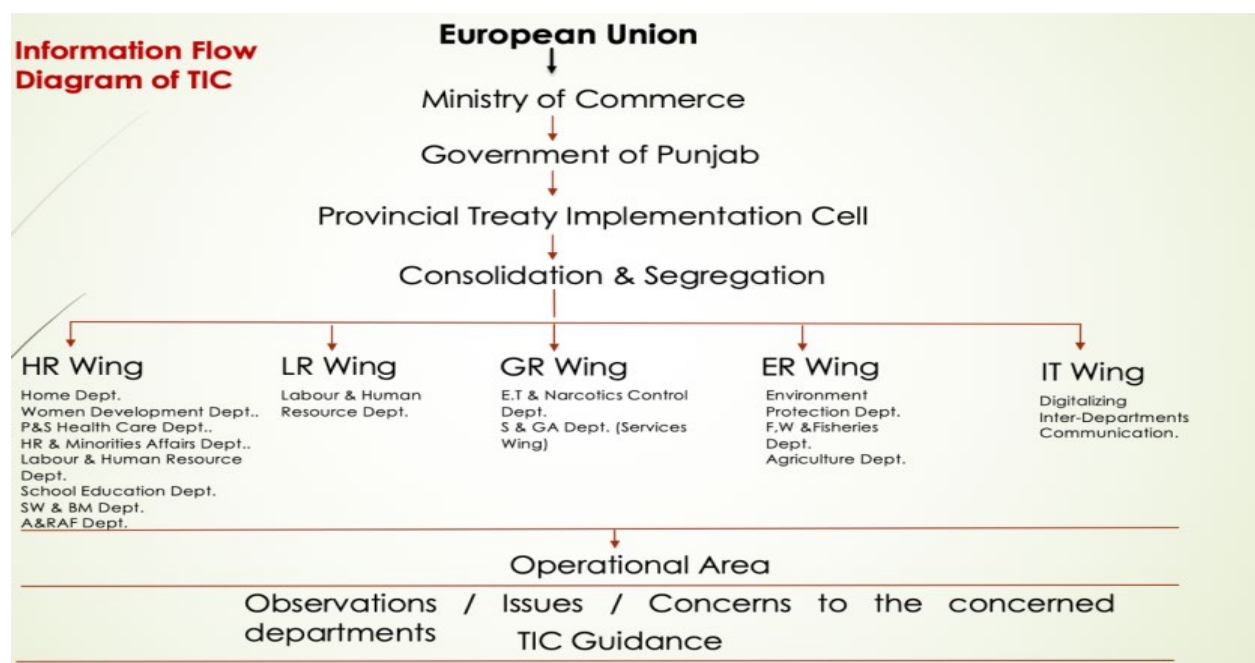 Information Flow
Diagram of TIC
European Union
Ministry of Commerce
Government of Punjab
Provincial Treaty Implementation Cell
Consolidation & Segregation
HR Wing
Home Dept.
Women Development Dept..
P&S Health Care Dept..
HR & Minorities Affairs Dept..
Labour & Human Resource
Dept.
School Education Dept.
SW & BM Dept.
A&RAF Dept.
LR Wing
Labour & Human
Resource Dept.
GR Wing
E.T & Narcotics Control
Dept.
S & GA Dept. (Services
Wing)
ER Wing
Environment
Protection Dept.
F,W &Fisheries
Dept.
Agriculture Dept.
IT Wing
Digitalizing
Inter-Departments
Communication.
Operational Area
Observations / Issues / Concerns to the concerned
departments
TIC Guidance